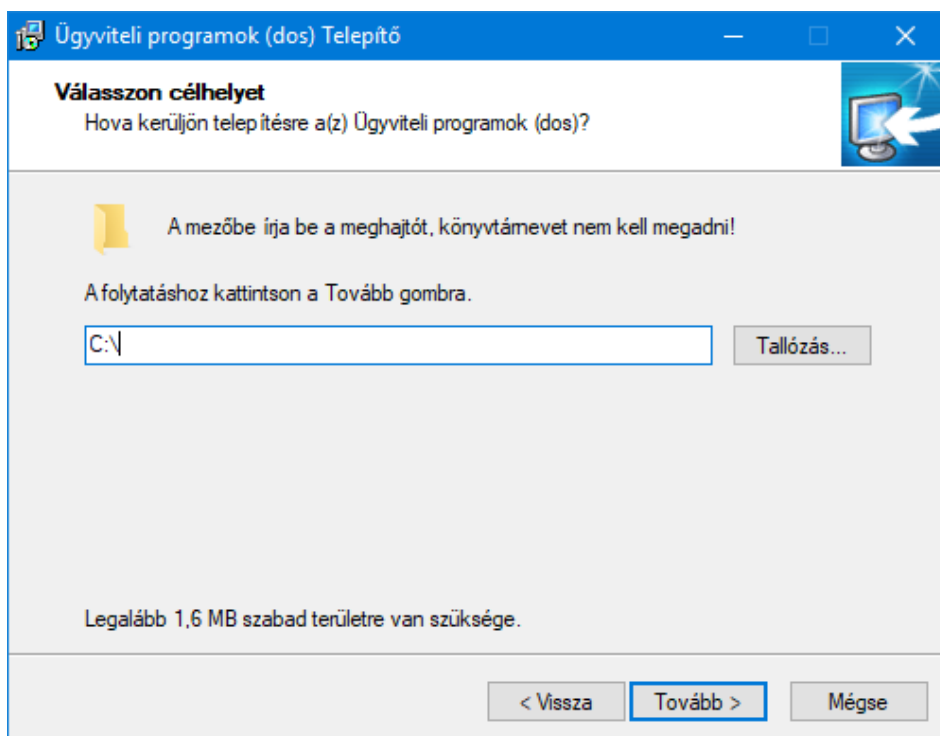 Ügyviteli programok (dos) Telepítő
Válasszon célhelyet
Hova kerüljön telepítésre a(z) Ügyviteli programok (dos)?
A mezőbe írja be a meghajtót, könyvtárnevet nem kell megadni!
A folytatáshoz kattintson a Tovább gombra.
C:\
Tallózás...
Legalább 1,6 MB szabad területre van szüksége.
< Vissza
Tovább >
Mégse